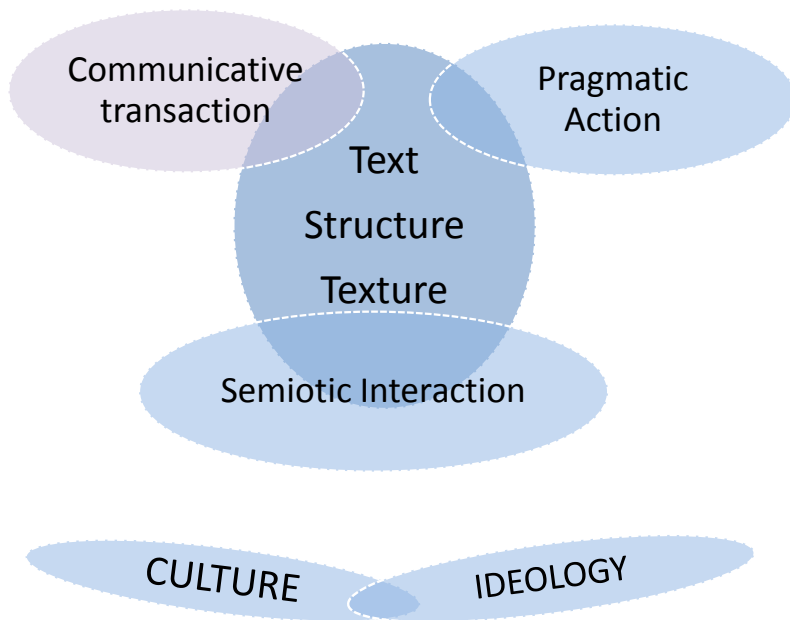 Communicative
transaction
Pragmatic
Action
Text
Structure
Texture
Semiotic Interaction
CULTURE
IDEOLOGY